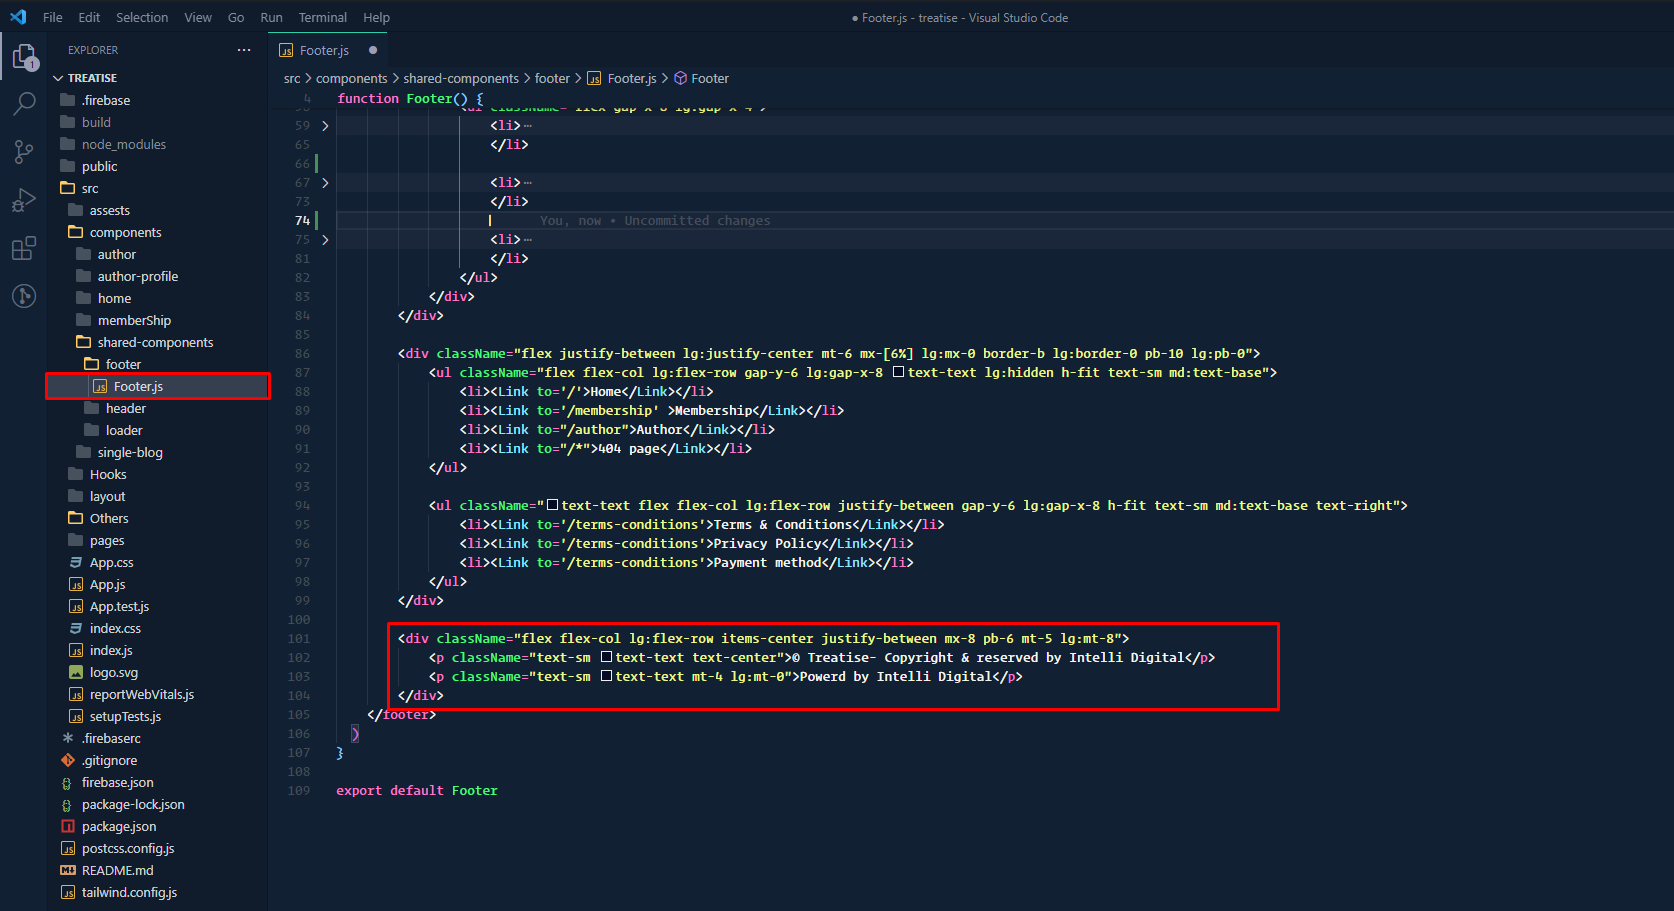 File Edit Selection View Go Run Terminal Help
● Footer.js - treatise - Visual Studio Code
EXPLORER
TREATISE
.firebase
build
node_modules
public
src
assests
components
author
author-profile
home
memberShip
shared-components
footer
Footer.js
header
loader
single-blog
Hooks
layout
Others
pages
App.css
App.js
App.test.js
index.css
index.js
logo.svg
reportWebVitals.js
setupTests.js
.firebaserc
.gitignore
firebase.json
package-lock.json
package.json
postcss.config.js
README.md
tailwind.config.js
1
JS Footer.js ●
src > components > shared-components > footer > JS Footer.js > Footer
4 function Footer() {
58 <ul className="flex gap-x-8 lg:gap-x-4">
59 <li>…
65 </li>
66
67 <li>…
73 </li>
74 You, now • Uncommitted changes
75 <li>…
81 </li>
82 </ul>
83 </div>
84 </div>
85
86 <div className="flex justify-between lg:justify-center mt-6 mx-[6%] lg:mx-0 border-b lg:border-0 pb-10 lg:pb-0">
87 <ul className="flex flex-col lg:flex-row gap-y-6 lg:gap-x-8 text-text lg:hidden h-fit text-sm md:text-base">
88 <li><Link to='/'>Home</Link></li>
89 <li><Link to='/membership' >Membership</Link></li>
90 <li><Link to="/author">Author</Link></li>
91 <li><Link to="/*">404 page</Link></li>
92 </ul>
93
94 <ul className="text-text flex flex-col lg:flex-row justify-between gap-y-6 lg:gap-x-8 h-fit text-sm md:text-base text-right">
95 <li><Link to='/terms-conditions'>Terms & Conditions</Link></li>
96 <li><Link to='/terms-conditions'>Privacy Policy</Link></li>
97 <li><Link to='/terms-conditions'>Payment method</Link></li>
98 </ul>
99 </div>
100
101 <div className="flex flex-col lg:flex-row items-center justify-between mx-8 pb-6 mt-5 lg:mt-8">
102 <p className="text-sm text-text text-center">© Treatise- Copyright & reserved by Intelli Digital</p>
103 <p className="text-sm text-text mt-4 lg:mt-0">Powerd by Intelli Digital</p>
104 </div>
105 </footer>
106 )
107 }
108
109 export default Footer